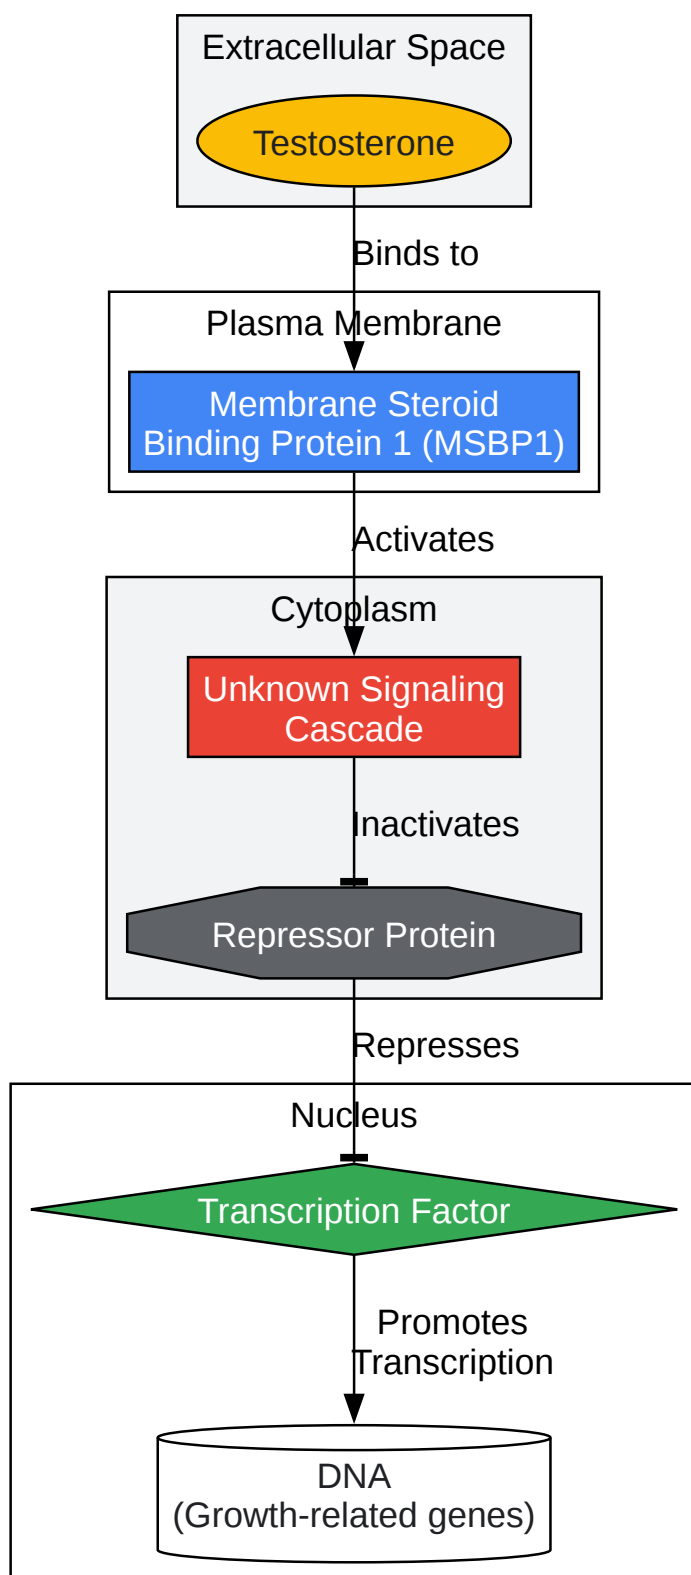 Extracellular Space
Testosterone
Binds to
Plasma Membrane
Membrane Steroid
Binding Protein 1 (MSBP1)
Activates
Cytoplasm
Unknown Signaling
Cascade
Inactivates
Repressor Protein
Represses
Nucleus
Transcription Factor
Promotes
Transcription
DNA
(Growth-related genes)